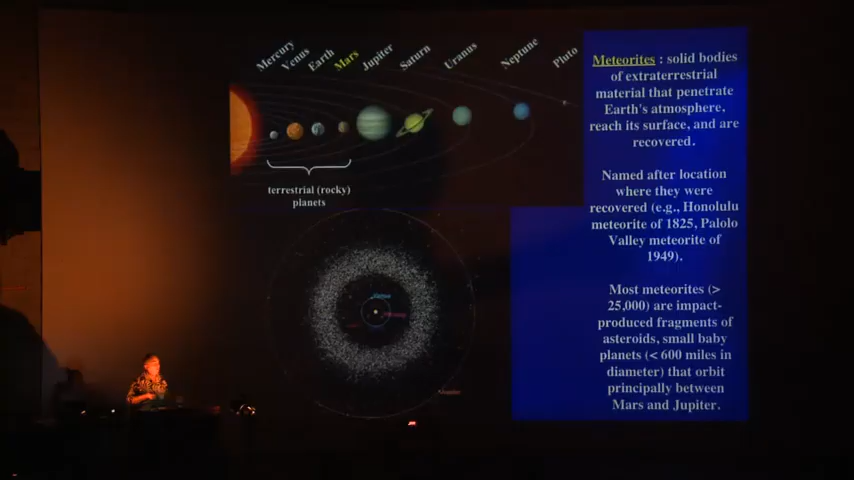 Mercury
Venus
Earth
Mars
Jupiter
Saturn
Uranus
Neptune
Pluto
terrestrial (rocky)
planets
Meteorites : solid bodies
of extraterrestrial
material that penetrate
Earth's atmosphere,
reach its surface, and are
recovered.
Named after location
where they were
recovered (e.g., Honolulu
meteorite of 1825, Palolo
Valley meteorite of
1949).
Most meteorites (>
25,000) are impact-
produced fragments of
asteroids, small baby
planets (< 600 miles in
diameter) that orbit
principally between
Mars and Jupiter.